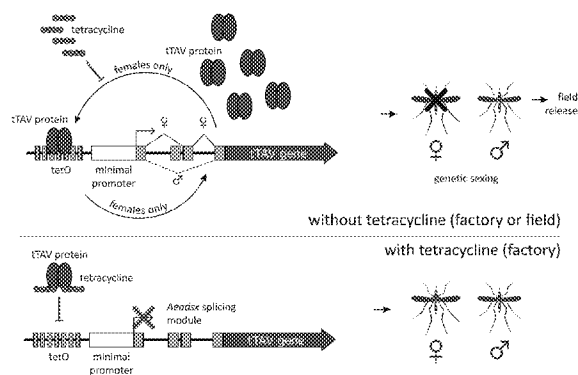 tetracycline
tTAV protein
females only
tTAV protein
♀
♀
tTAV gene
tetO
minimal
promoter
♂
females only
field
release
♀
♂
genetic sexing
without tetracycline (factory or field)
with tetracycline (factory)
tTAV protein
tetracycline
Aeadsx splicing
module
tTAV gene
tetO
minimal
promoter
♀
♂